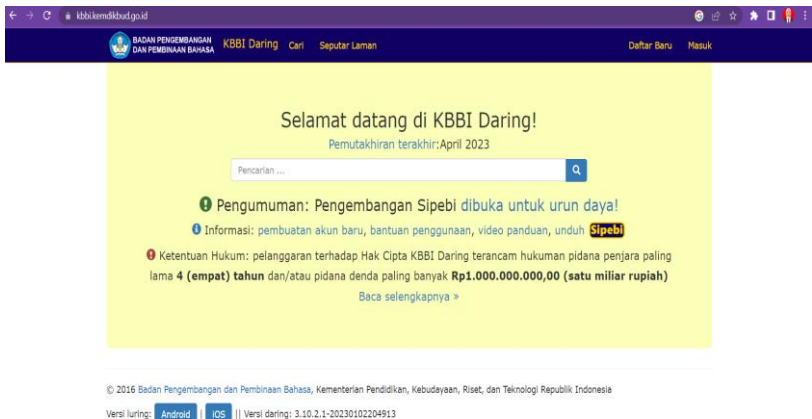 kbbi.kemdikbud.go.id
BADAN PENGEMBANGAN
DAN PEMBINAAN BAHASA
KBBI Daring Cari Seputar Laman Daftar Baru Masuk
Selamat datang di KBBI Daring!
Pemutakhiran terakhir:April 2023
Pencarian ...
Pengumuman: Pengembangan Sipebi dibuka untuk urun daya!
Informasi: pembuatan akun baru, bantuan penggunaan, video panduan, unduh Sipebi
Ketentuan Hukum: pelanggaran terhadap Hak Cipta KBBI Daring terancam hukuman pidana penjara paling
lama 4 (empat) tahun dan/atau pidana denda paling banyak Rp1.000.000.000,00 (satu miliar rupiah)
Baca selengkapnya »
© 2016 Badan Pengembangan dan Pembinaan Bahasa, Kementerian Pendidikan, Kebudayaan, Riset, dan Teknologi Republik Indonesia
Versi luring: Android | iOS || Versi daring: 3.10.2.1-20230102204913